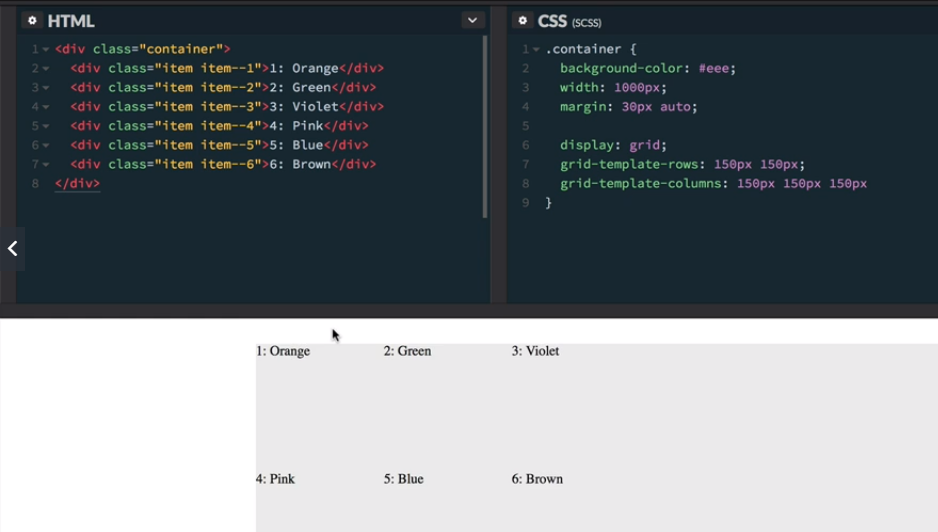 HTML
1 <div class="container">
2 <div class="item item--1">1: Orange</div>
3 <div class="item item--2">2: Green</div>
4 <div class="item item--3">3: Violet</div>
5 <div class="item item--4">4: Pink</div>
6 <div class="item item--5">5: Blue</div>
7 <div class="item item--6">6: Brown</div>
8 </div>
CSS (SCSS)
1 .container {
2 background-color: #eee;
3 width: 1000px;
4 margin: 30px auto;
5
6 display: grid;
7 grid-template-rows: 150px 150px;
8 grid-template-columns: 150px 150px 150px
9 }
1: Orange 2: Green 3: Violet
4: Pink 5: Blue 6: Brown